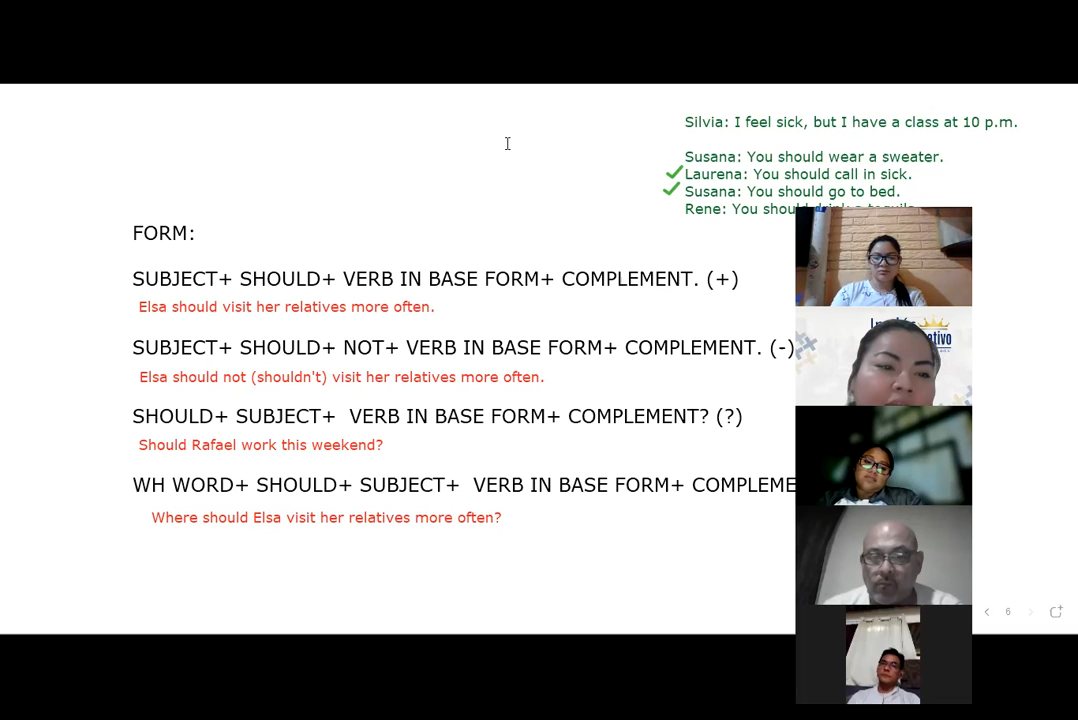 Silvia: I feel sick, but I have a class at 10 p.m.
Susana: You should wear a sweater.
Laurena: You should call in sick.
Susana: You should go to bed.
Rene: You should drink a tequila
FORM:
SUBJECT+ SHOULD+ VERB IN BASE FORM+ COMPLEMENT. (+)
Elsa should visit her relatives more often.
SUBJECT+ SHOULD+ NOT+ VERB IN BASE FORM+ COMPLEMENT. (-)
Elsa should not (shouldn't) visit her relatives more often.
SHOULD+ SUBJECT+ VERB IN BASE FORM+ COMPLEMENT? (?)
Should Rafael work this weekend?
WH WORD+ SHOULD+ SUBJECT+ VERB IN BASE FORM+ COMPLEME
Where should Elsa visit her relatives more often?
6